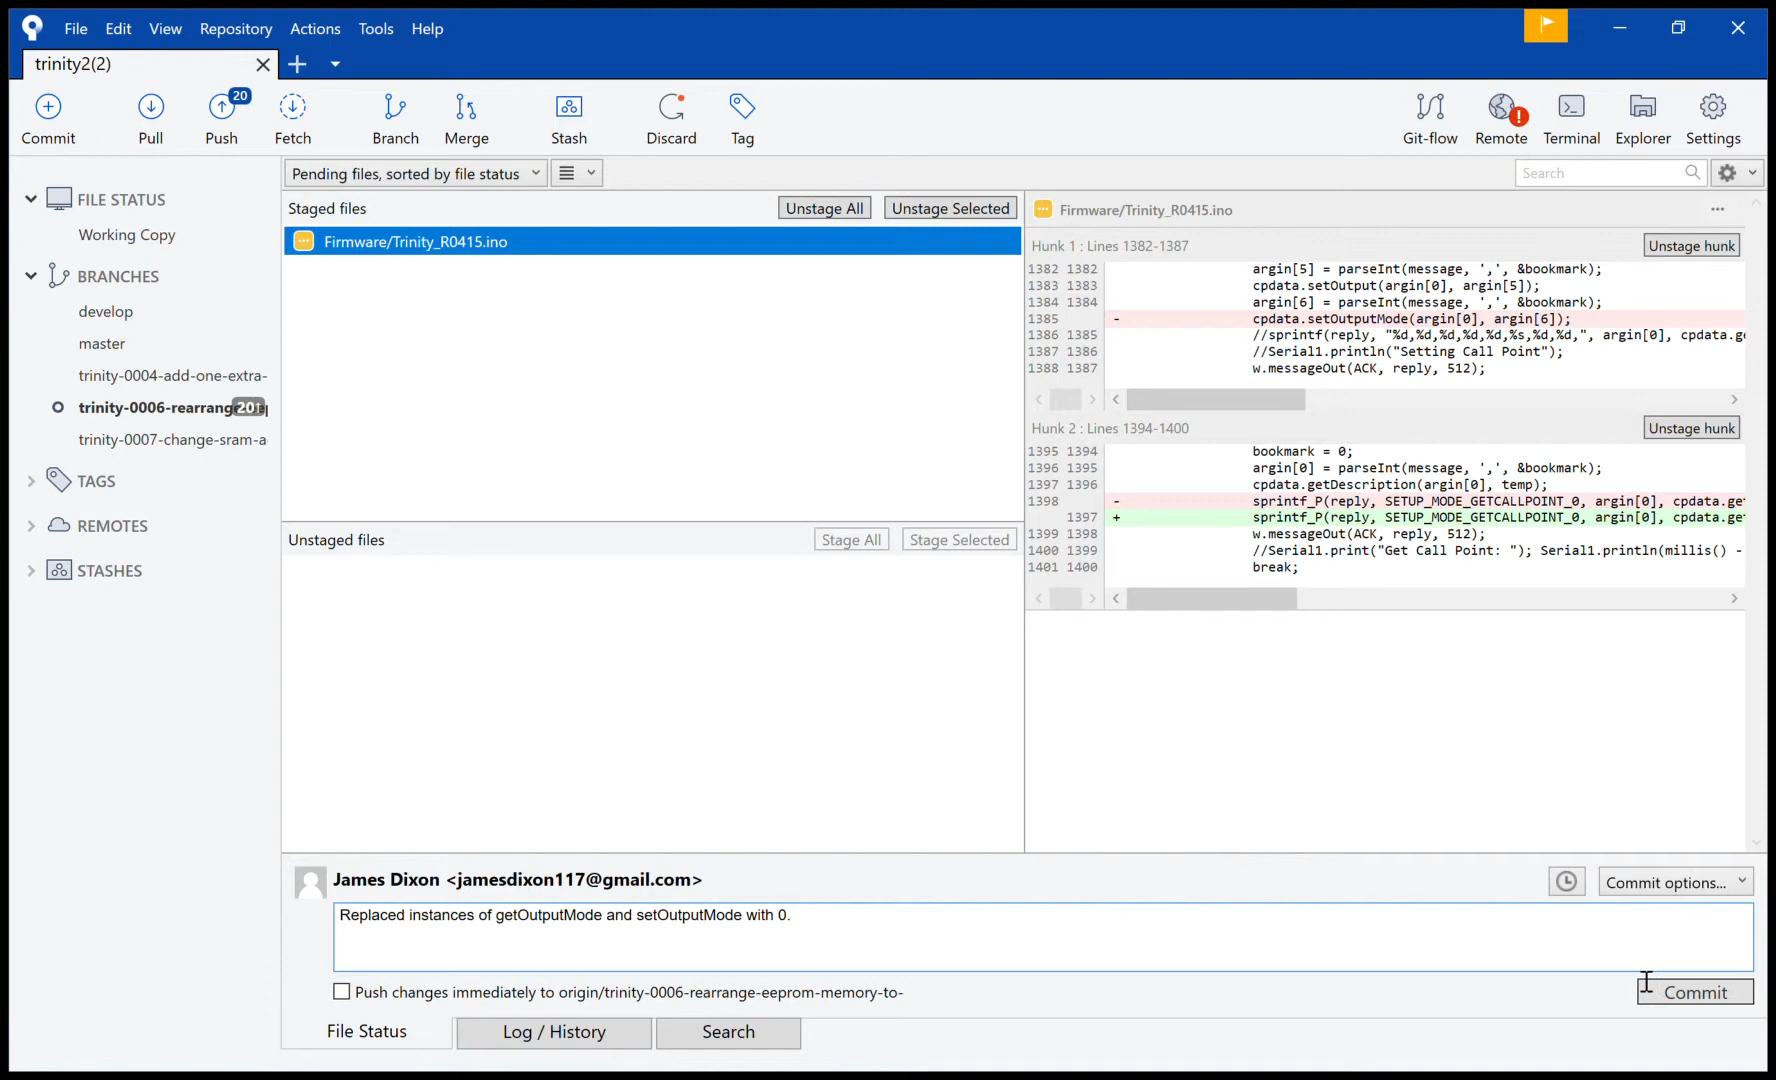 File Edit View Repository Actions Tools Help
trinity2(2)
20
Commit Pull Push Fetch Branch Merge Stash Discard Tag Git-flow Remote Terminal Explorer Settings
Pending files, sorted by file status
Search
FILE STATUS
Working Copy
BRANCHES
develop
master
trinity-0004-add-one-extra-
trinity-0006-rearrang
20↑
trinity-0007-change-sram-a
TAGS
REMOTES
STASHES
Staged files
Unstage All
Unstage Selected
Firmware/Trinity_R0415.ino
Unstaged files
Stage All
Stage Selected
Firmware/Trinity_R0415.ino
Hunk 1 : Lines 1382-1387
Unstage hunk
1382 1382 argin[5] = parseInt(message, ',', &bookmark);
1383 1383 cpdata.setOutput(argin[0], argin[5]);
1384 1384 argin[6] = parseInt(message, ',', &bookmark);
1385 - cpdata.setOutputMode(argin[0], argin[6]);
1386 1385 //sprintf(reply, "%d,%d,%d,%d,%d,%s,%d,%d,", argin[0], cpdata.ge
1387 1386 //Serial1.println("Setting Call Point");
1388 1387 w.messageOut(ACK, reply, 512);
Hunk 2 : Lines 1394-1400
Unstage hunk
1395 1394 bookmark = 0;
1396 1395 argin[0] = parseInt(message, ',', &bookmark);
1397 1396 cpdata.getDescription(argin[0], temp);
1398 - sprintf_P(reply, SETUP_MODE_GETCALLPOINT_0, argin[0], cpdata.get
1397 + sprintf_P(reply, SETUP_MODE_GETCALLPOINT_0, argin[0], cpdata.get
1399 1398 w.messageOut(ACK, reply, 512);
1400 1399 //Serial1.print("Get Call Point: "); Serial1.println(millis() -
1401 1400 break;
James Dixon <jamesdixon117@gmail.com>
Commit options...
Replaced instances of getOutputMode and setOutputMode with 0.
Push changes immediately to origin/trinity-0006-rearrange-eeprom-memory-to-
Commit
File Status
Log / History
Search